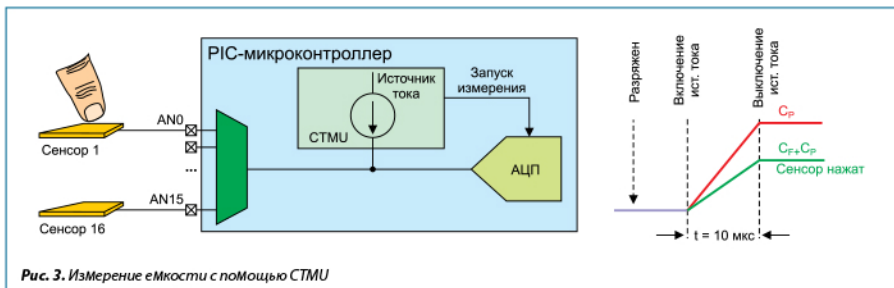 PIC-микроконтроллер
Источник
тока
CTMU
Запуск
измерения
АЦП
AN0
Сенсор 1
...
AN15
Сенсор 16
Разряжен
Включение
ист. тока
Выключение
ист. тока
CP
CF+CP
Сенсор нажат
t = 10 мкс
Рис. 3. Измерение емкости с помощью CTMU